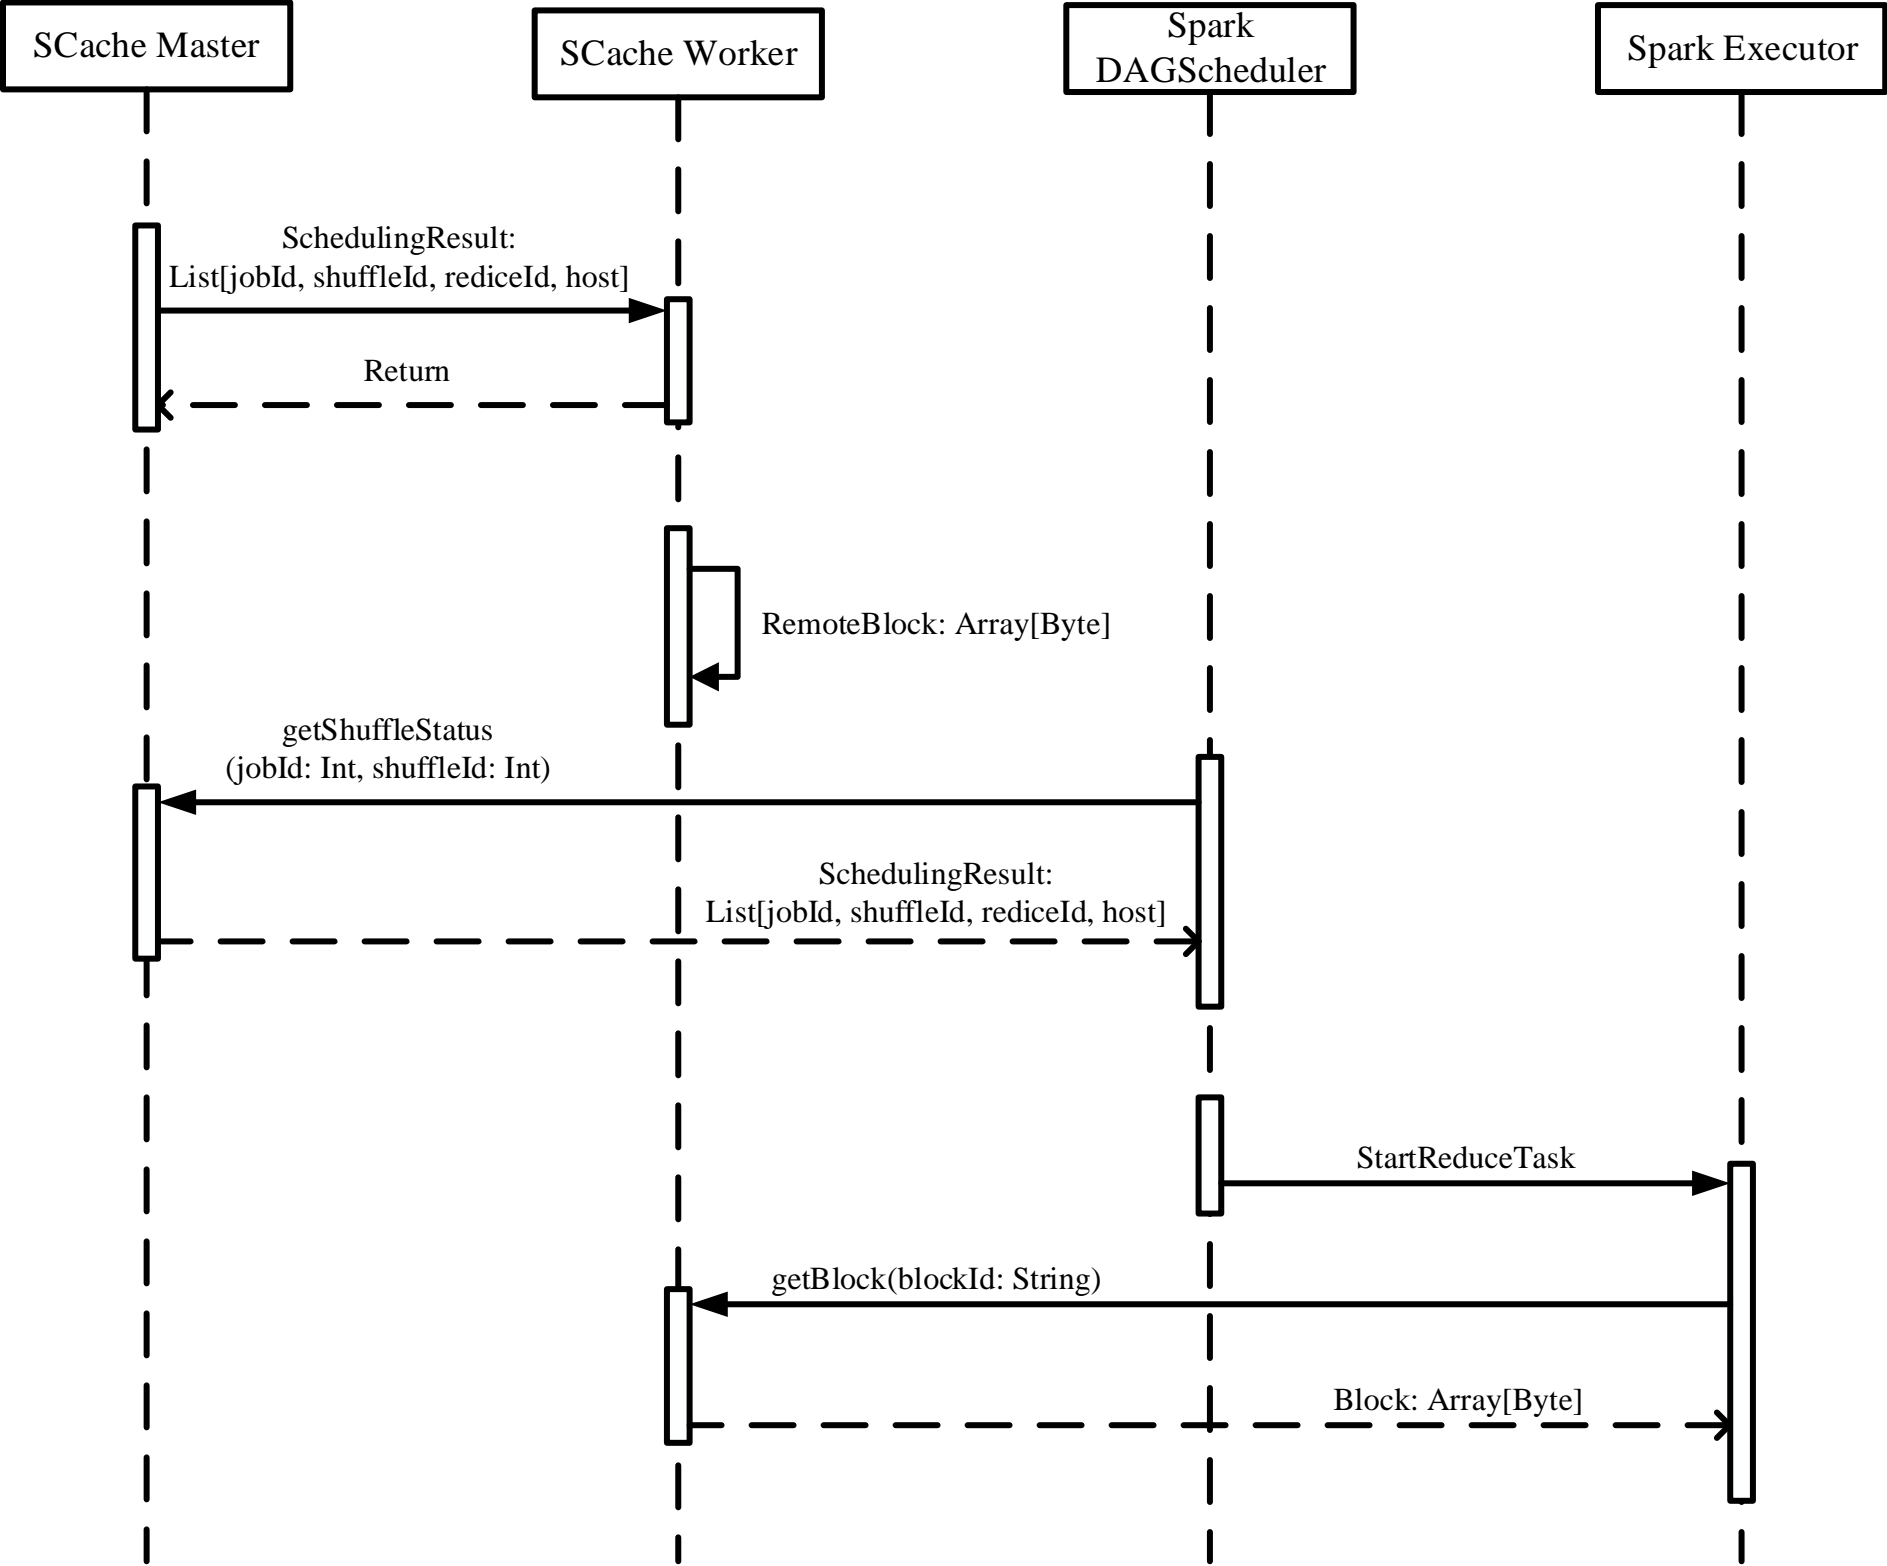 SCache Master
SCache Worker
Spark
DAGScheduler
Spark Executor
SchedulingResult:
List[jobId, shuffleId, rediceId, host]
Return
RemoteBlock: Array[Byte]
getShuffleStatus
(jobId: Int, shuffleId: Int)
SchedulingResult:
List[jobId, shuffleId, rediceId, host]
StartReduceTask
getBlock(blockId: String)
Block: Array[Byte]